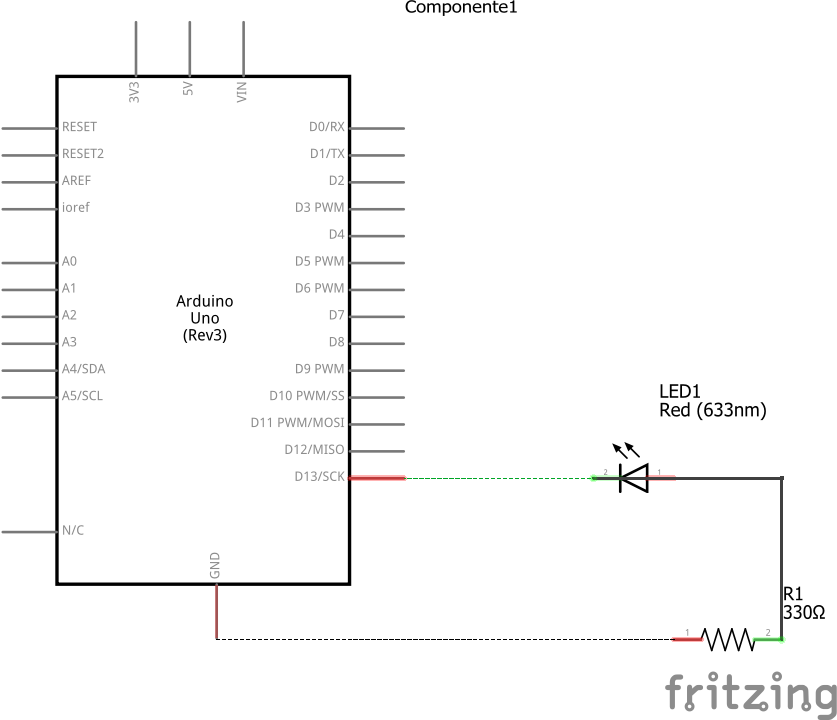 Componente1
3V3
5V
VIN
RESET
RESET2
AREF
ioref
A0
A1
A2
A3
A4/SDA
A5/SCL
N/C
Arduino
Uno
(Rev3)
D0/RX
D1/TX
D2
D3 PWM
D4
D5 PWM
D6 PWM
D7
D8
D9 PWM
D10 PWM/SS
D11 PWM/MOSI
D12/MISO
D13/SCK
GND
LED1
Red (633nm)
2
1
R1
330Ω
1
2
fritzing